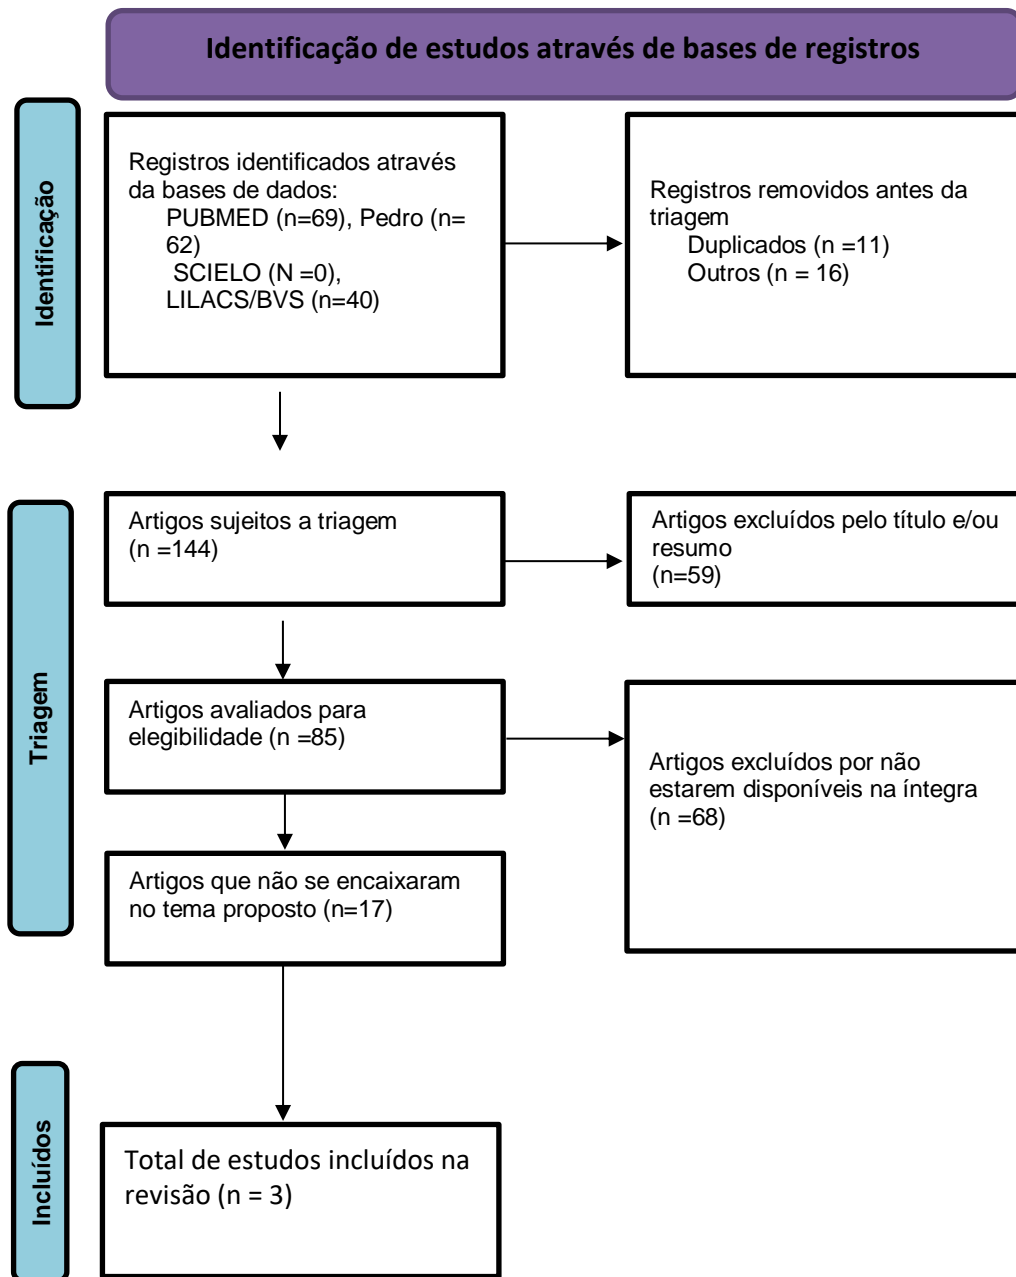 Identificação de estudos através de bases de registros
Identificação
Registros identificados através
da bases de dados:
PUBMED (n=69), Pedro (n=
62)
SCIELO (N =0),
LILACS/BVS (n=40)
Registros removidos antes da
triagem
Duplicados (n =11)
Outros (n = 16)
Triagem
Artigos sujeitos a triagem
(n =144)
Artigos excluídos pelo título e/ou
resumo
(n=59)
Artigos avaliados para
elegibilidade (n =85)
Artigos excluídos por não
estarem disponíveis na íntegra
(n =68)
Artigos que não se encaixaram
no tema proposto (n=17)
Incluídos
Total de estudos incluídos na
revisão (n = 3)